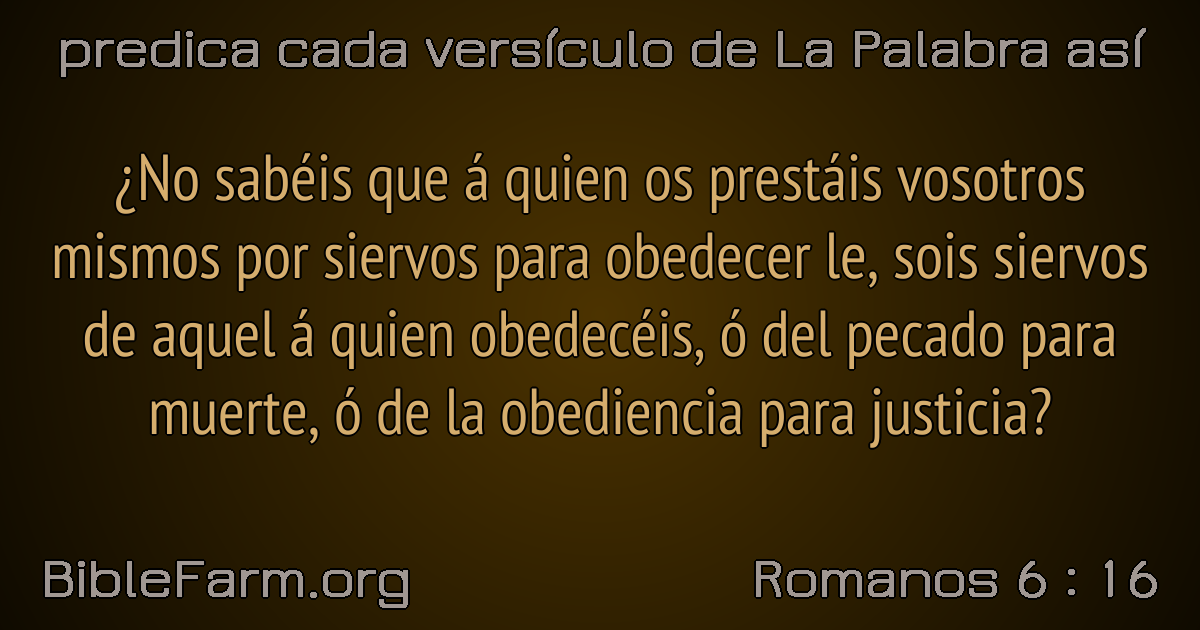 predica cada versículo de La Palabra así
¿No sabéis que á quien os prestáis vosotros
mismos por siervos para obedecer le, sois siervos
de aquel á quien obedecéis, ó del pecado para
muerte, ó de la obediencia para justicia?
BibleFarm.org
Romanos 6 : 16